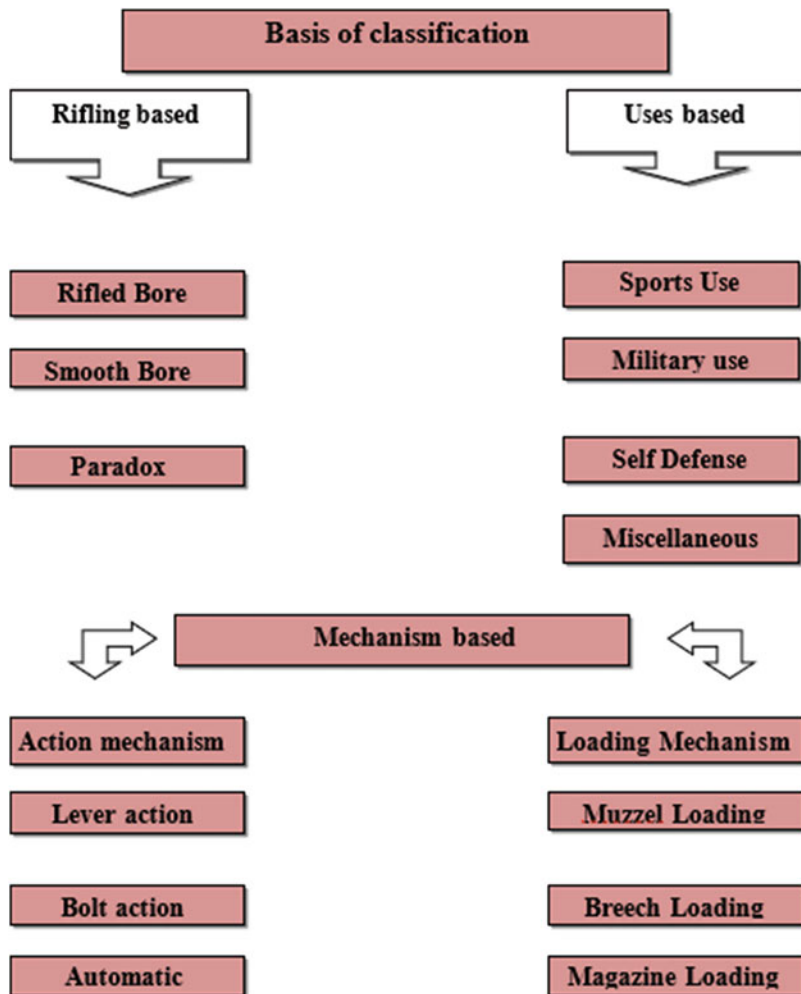 Basis of classification
Rifling based
Uses based
Rifled Bore
Sports Use
Smooth Bore
Military use
Paradox
Self Defense
Miscellaneous
Mechanism based
Action mechanism
Loading Mechanism
Lever action
Muzzel Loading
Bolt action
Breech Loading
Automatic
Magazine Loading